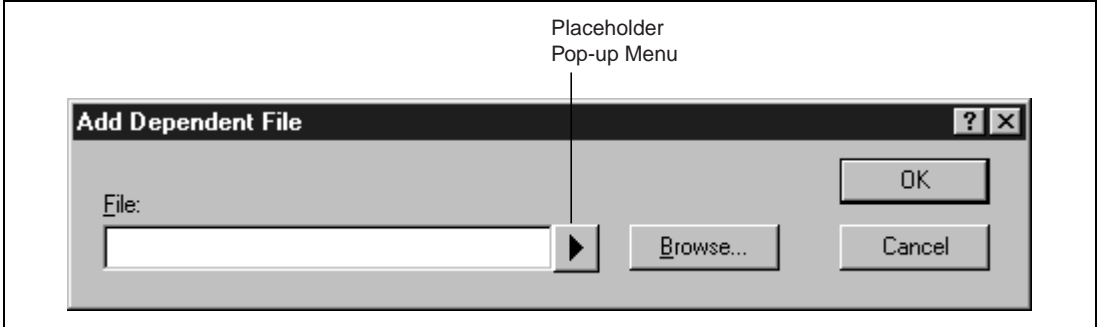 Placeholder
Pop-up Menu
Add Dependent File
?
OK
File:
Browse...
Cancel